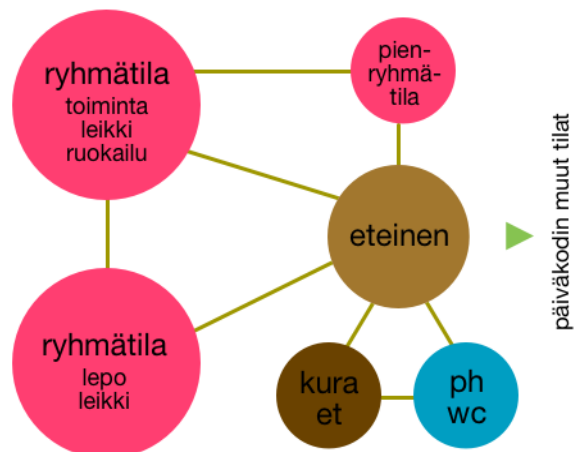 ryhmätila
toiminta
leikki
ruokailu
pien-
ryhmä-
tila
eteinen
päiväkodin muut tilat
ryhmätila
lepo
leikki
kura
et
ph
wc